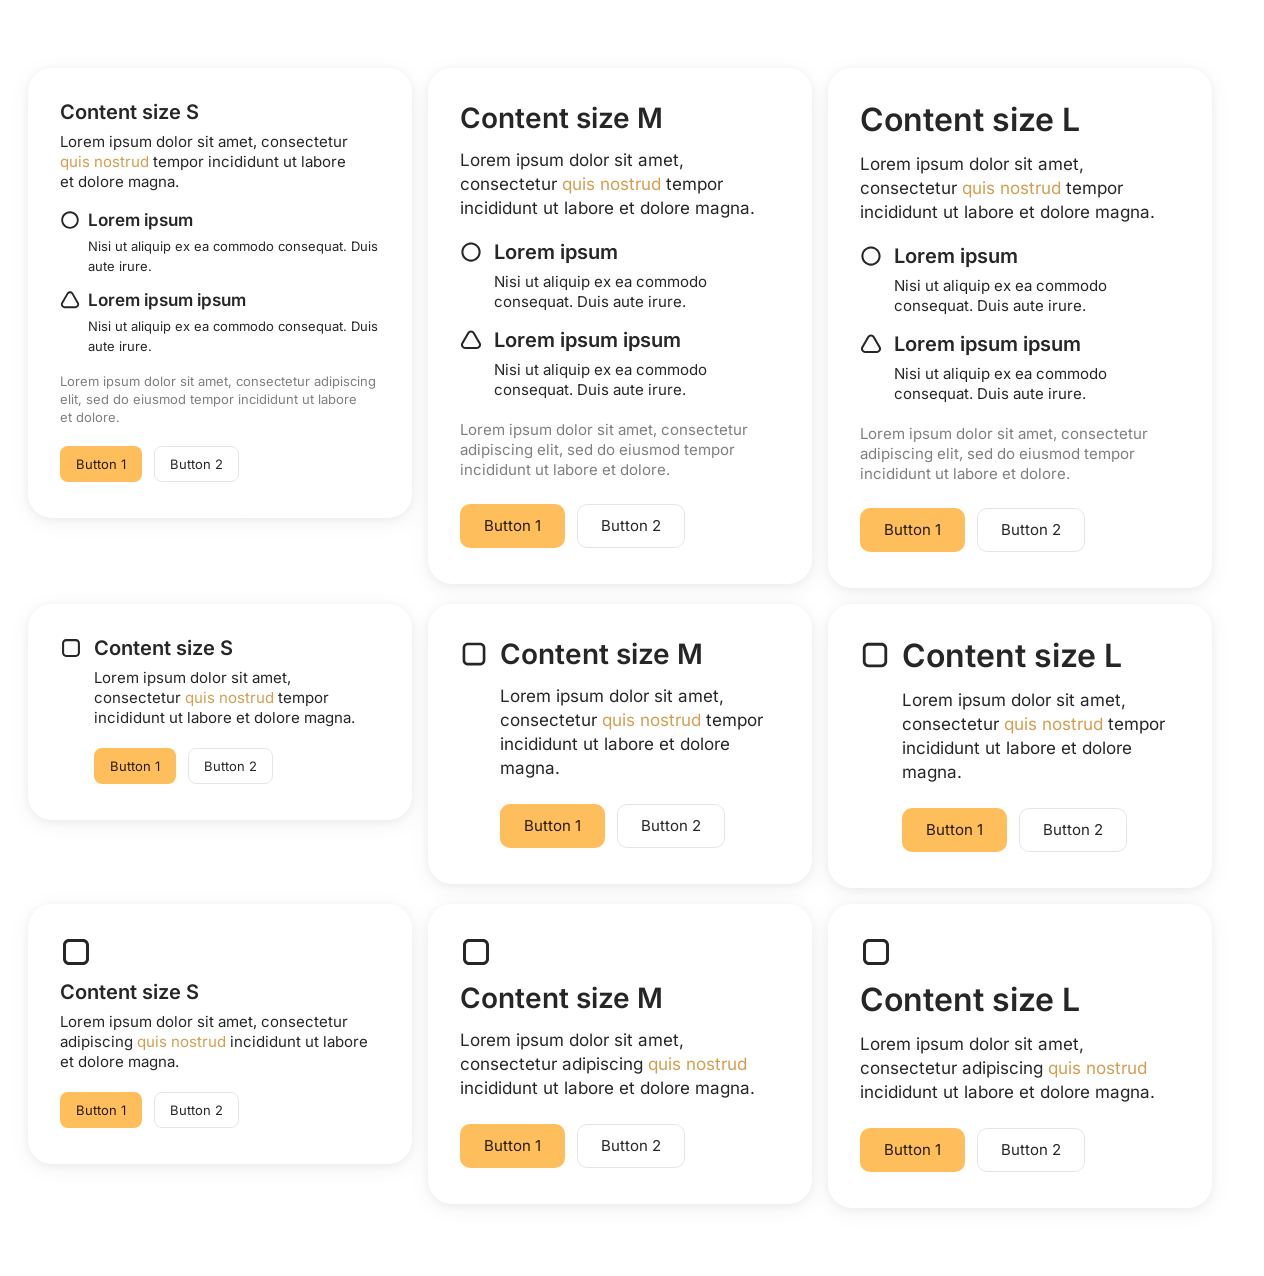 Content size S
Lorem ipsum dolor sit amet, consectetur
quis nostrud tempor incididunt ut labore
et dolore magna.
Lorem ipsum
Nisi ut aliquip ex ea commodo consequat. Duis
aute irure.
Lorem ipsum ipsum
Nisi ut aliquip ex ea commodo consequat. Duis
aute irure.
Lorem ipsum dolor sit amet, consectetur adipiscing
elit, sed do eiusmod tempor incididunt ut labore
et dolore.
Button 1
Button 2
Content size M
Lorem ipsum dolor sit amet,
consectetur quis nostrud tempor
incididunt ut labore et dolore magna.
Lorem ipsum
Nisi ut aliquip ex ea commodo
consequat. Duis aute irure.
Lorem ipsum ipsum
Nisi ut aliquip ex ea commodo
consequat. Duis aute irure.
Lorem ipsum dolor sit amet, consectetur
adipiscing elit, sed do eiusmod tempor
incididunt ut labore et dolore.
Button 1
Button 2
Content size L
Lorem ipsum dolor sit amet,
consectetur quis nostrud tempor
incididunt ut labore et dolore magna.
Lorem ipsum
Nisi ut aliquip ex ea commodo
consequat. Duis aute irure.
Lorem ipsum ipsum
Nisi ut aliquip ex ea commodo
consequat. Duis aute irure.
Lorem ipsum dolor sit amet, consectetur
adipiscing elit, sed do eiusmod tempor
incididunt ut labore et dolore.
Button 1
Button 2
Content size S
Lorem ipsum dolor sit amet,
consectetur quis nostrud tempor
incididunt ut labore et dolore magna.
Button 1
Button 2
Content size M
Lorem ipsum dolor sit amet,
consectetur quis nostrud tempor
incididunt ut labore et dolore
magna.
Button 1
Button 2
Content size L
Lorem ipsum dolor sit amet,
consectetur quis nostrud tempor
incididunt ut labore et dolore
magna.
Button 1
Button 2
Content size S
Lorem ipsum dolor sit amet, consectetur
adipiscing quis nostrud incididunt ut labore
et dolore magna.
Button 1
Button 2
Content size M
Lorem ipsum dolor sit amet,
consectetur adipiscing quis nostrud
incididunt ut labore et dolore magna.
Button 1
Button 2
Content size L
Lorem ipsum dolor sit amet,
consectetur adipiscing quis nostrud
incididunt ut labore et dolore magna.
Button 1
Button 2